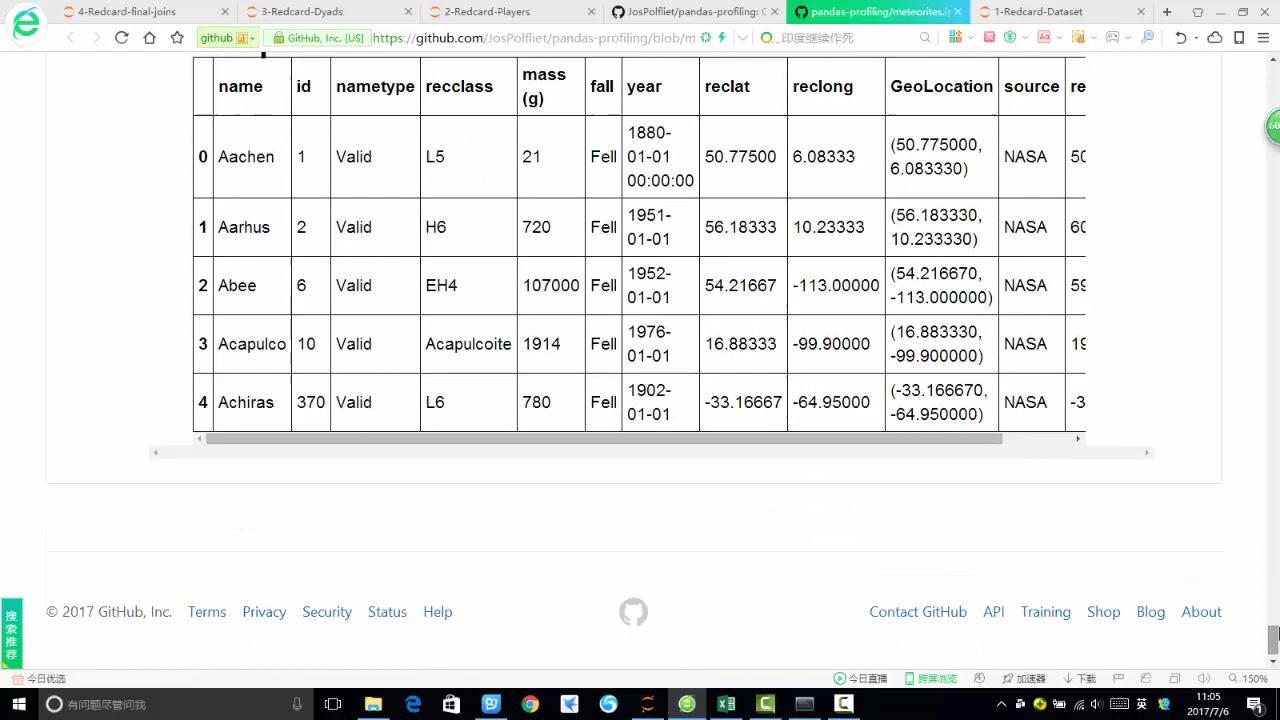 4-Redcard-final-joins
3-Redcard-Dyads
2-Redcard-Players
JosPolfliet/pandas-profiling: C
pandas-profiling/meteorites.i
1-Redcard-Dataset
github
GitHub, Inc. [US]
https://github.com/JosPolfliet/pandas-profiling/blob/m
印度继续作死
name id nametype recclass mass (g) fall year reclat reclong GeoLocation source re
0 Aachen 1 Valid L5 21 Fell 1880-01-01 00:00:00 50.77500 6.08333 (50.775000, 6.083330) NASA 50
1 Aarhus 2 Valid H6 720 Fell 1951-01-01 56.18333 10.23333 (56.183330, 10.233330) NASA 60
2 Abee 6 Valid EH4 107000 Fell 1952-01-01 54.21667 -113.00000 (54.216670, -113.000000) NASA 59
3 Acapulco 10 Valid Acapulcoite 1914 Fell 1976-01-01 16.88333 -99.90000 (16.883330, -99.900000) NASA 19
4 Achiras 370 Valid L6 780 Fell 1902-01-01 -33.16667 -64.95000 (-33.166670, -64.950000) NASA -3
© 2017 GitHub, Inc. Terms Privacy Security Status Help
Contact GitHub API Training Shop Blog About
搜索推荐
今日优选
今日直播 跨屏浏览 加速器 下载 150%
有问题尽管问我
英
11:05
2017/7/6
60